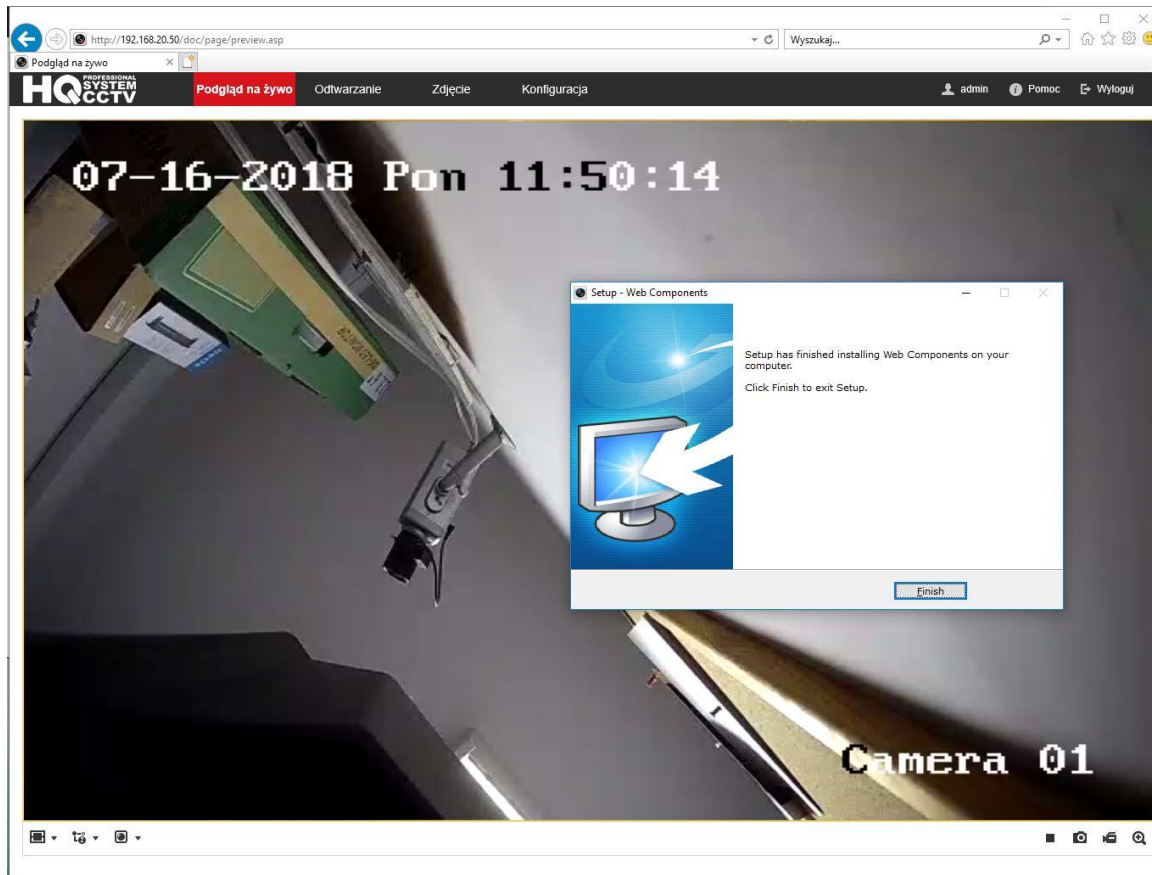 http://192.168.20.50/doc/page/preview.asp
Wyszukaj...
Podgląd na żywo
HQ PROFESSIONAL SYSTEM CCTV
Podgląd na żywo Odtwarzanie Zdjęcie Konfiguracja admin Pomoc Wyloguj
07-16-2018 Pon 11:50:14
Setup - Web Components
Setup has finished installing Web Components on your
computer.
Click Finish to exit Setup.
Finish
Camera 01